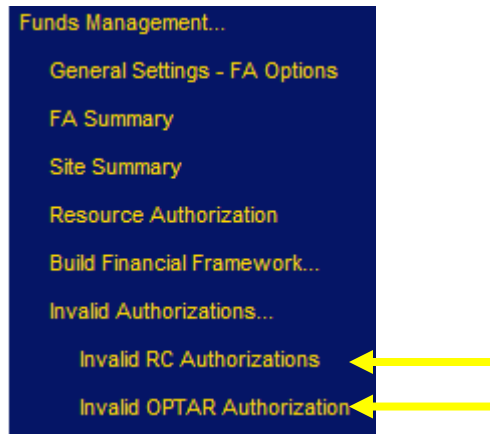 Funds Management...
General Settings - FA Options
FA Summary
Site Summary
Resource Authorization
Build Financial Framework...
Invalid Authorizations...
Invalid RC Authorizations
Invalid OPTAR Authorization